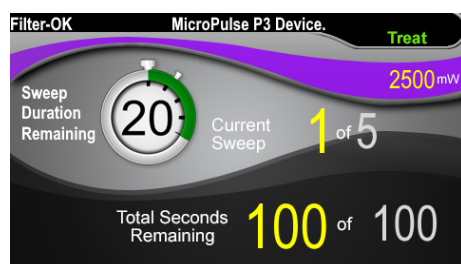 Filter-OK MicroPulse P3 Device.
Treat
2500mW
Sweep
Duration
Remaining
20
Current
Sweep
1 of 5
Total Seconds
Remaining
100 of 100